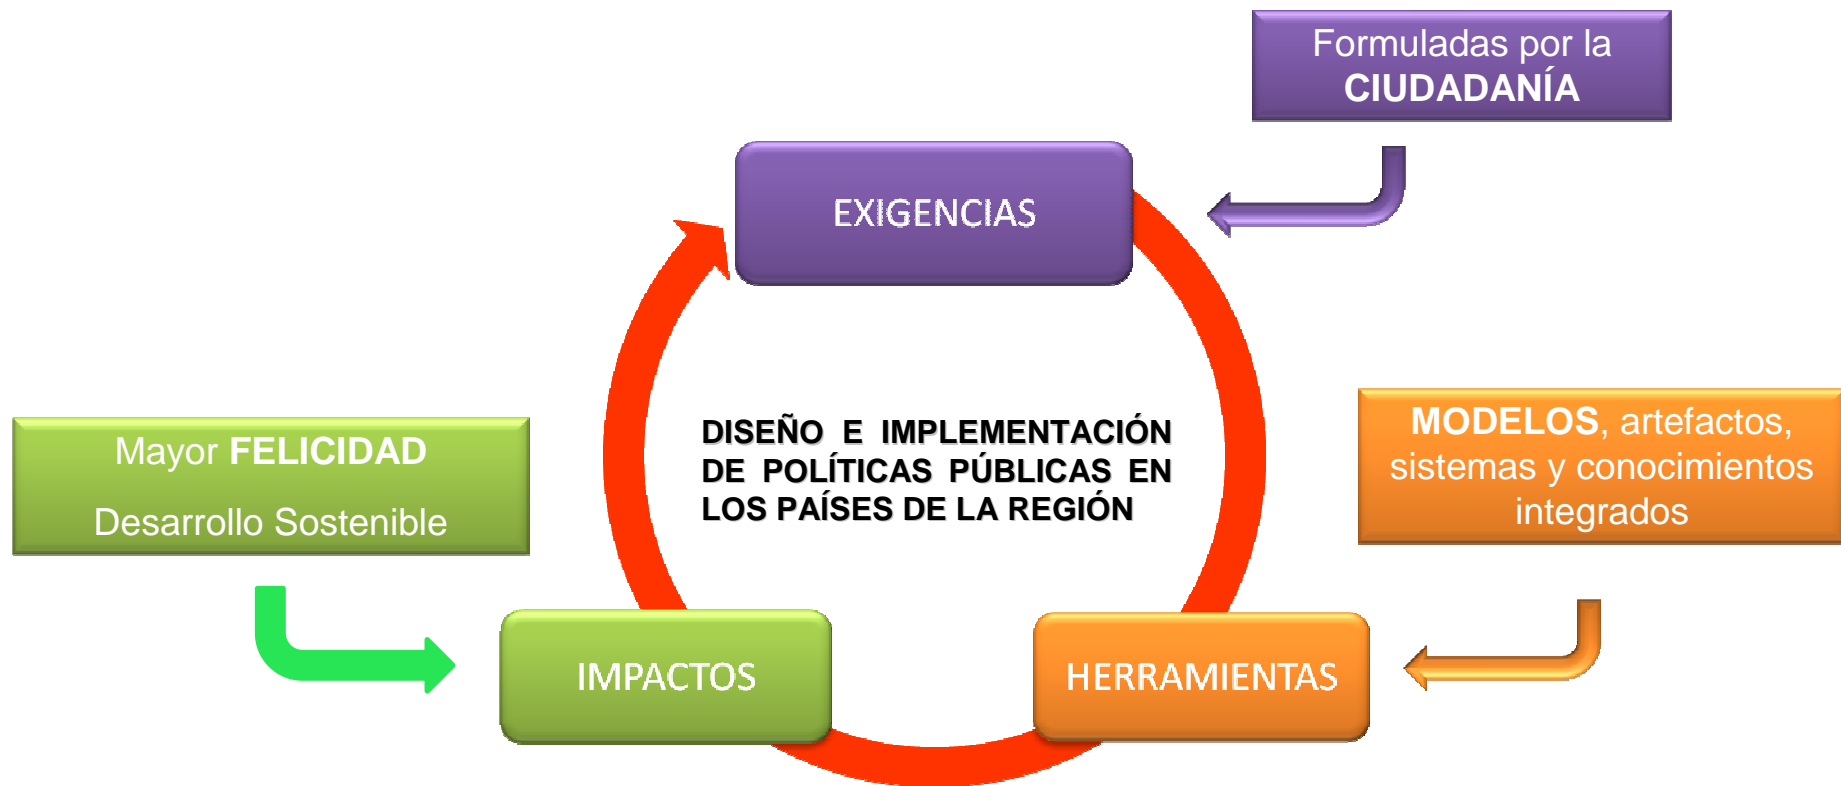 Formuladas por la
CIUDADANÍA
EXIGENCIAS
DISEÑO E IMPLEMENTACIÓN
DE POLÍTICAS PÚBLICAS EN
LOS PAÍSES DE LA REGIÓN
Mayor FELICIDAD
Desarrollo Sostenible
MODELOS, artefactos,
sistemas y conocimientos
integrados
IMPACTOS
HERRAMIENTAS